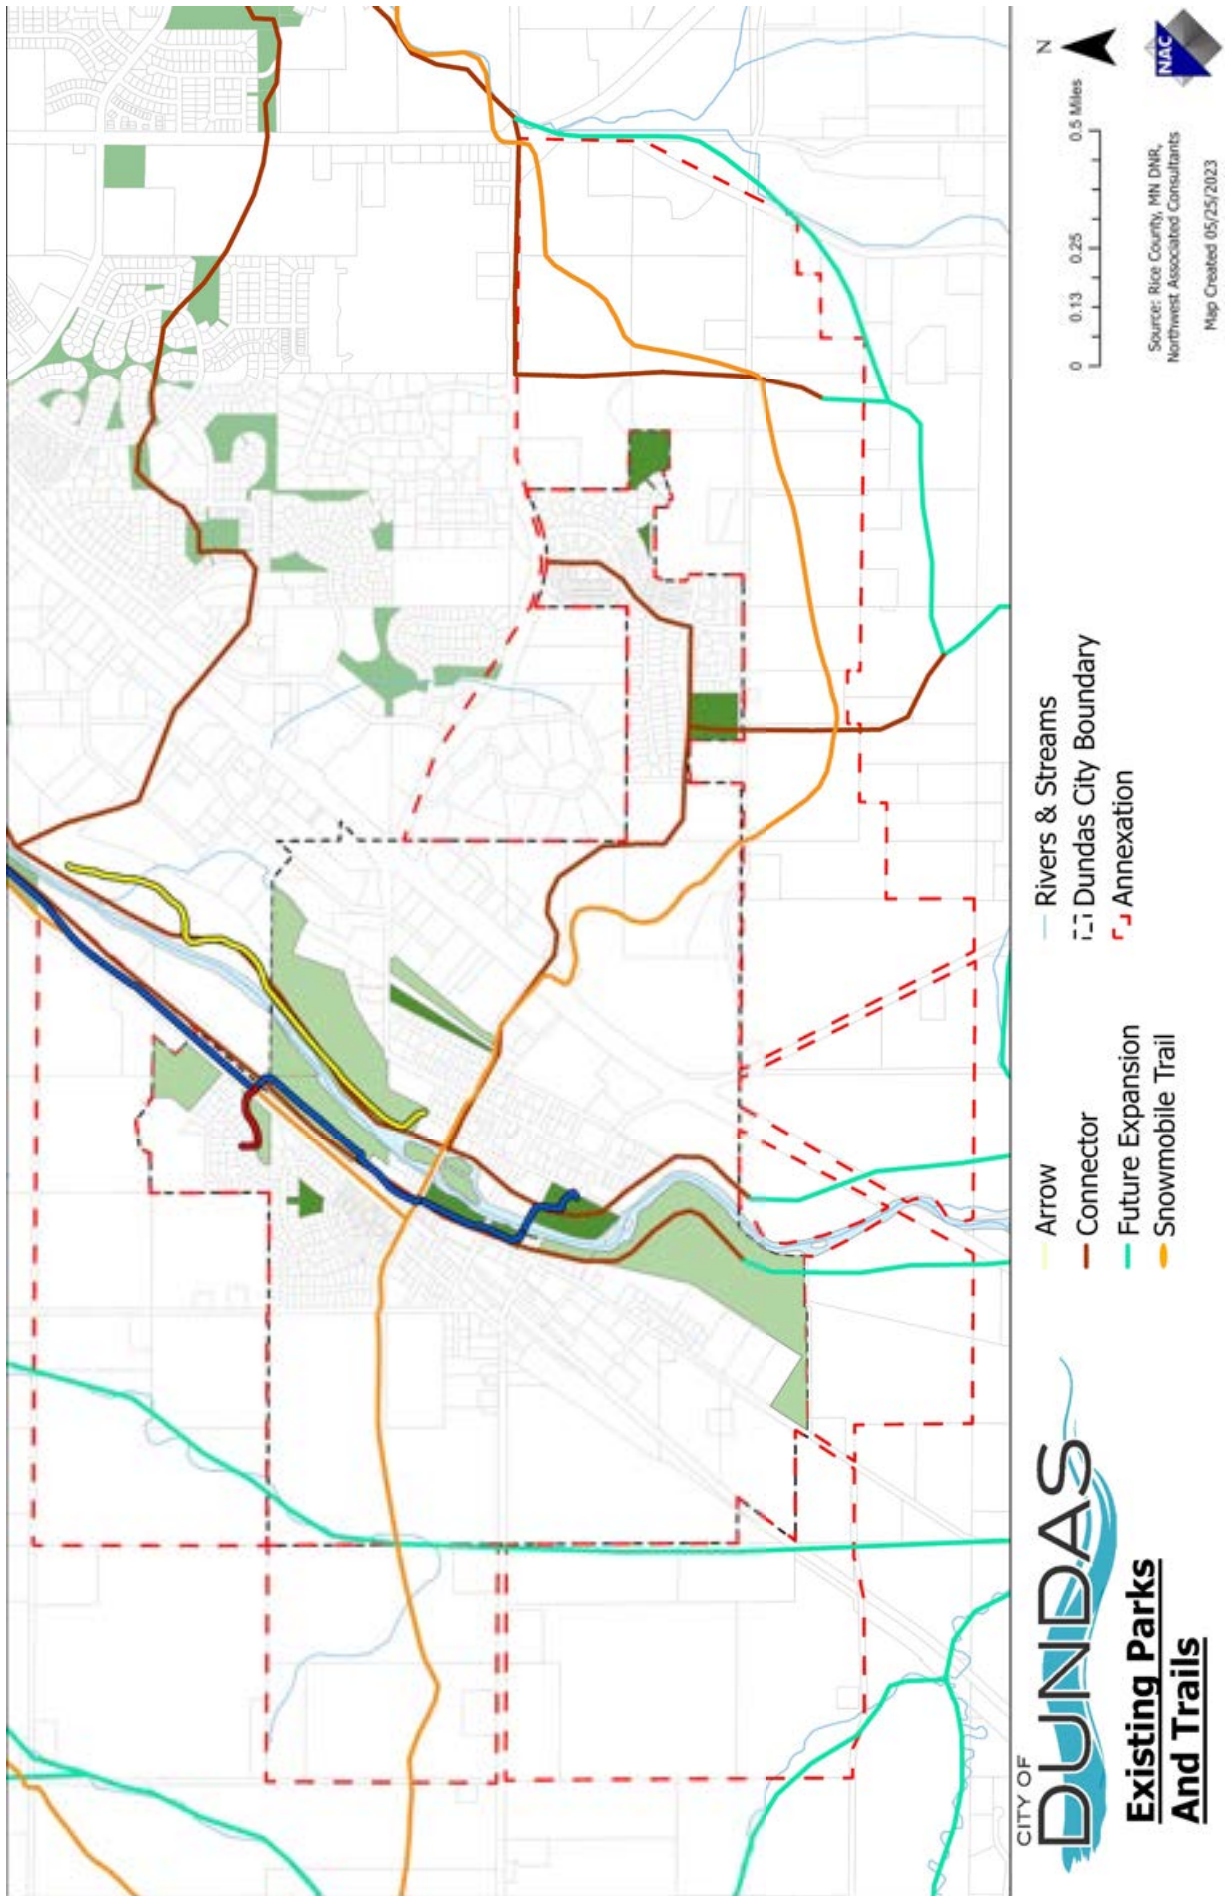 CITY OF
DUNDAS
Existing Parks
And Trails
Arrow
Connector
Future Expansion
Snowmobile Trail
Rivers & Streams
Dundas City Boundary
Annexation
0 0.13 0.25 0.5 Miles
N
Source: Rice County, MN DNR,
Northwest Associated Consultants
Map Created 05/25/2023
NAC